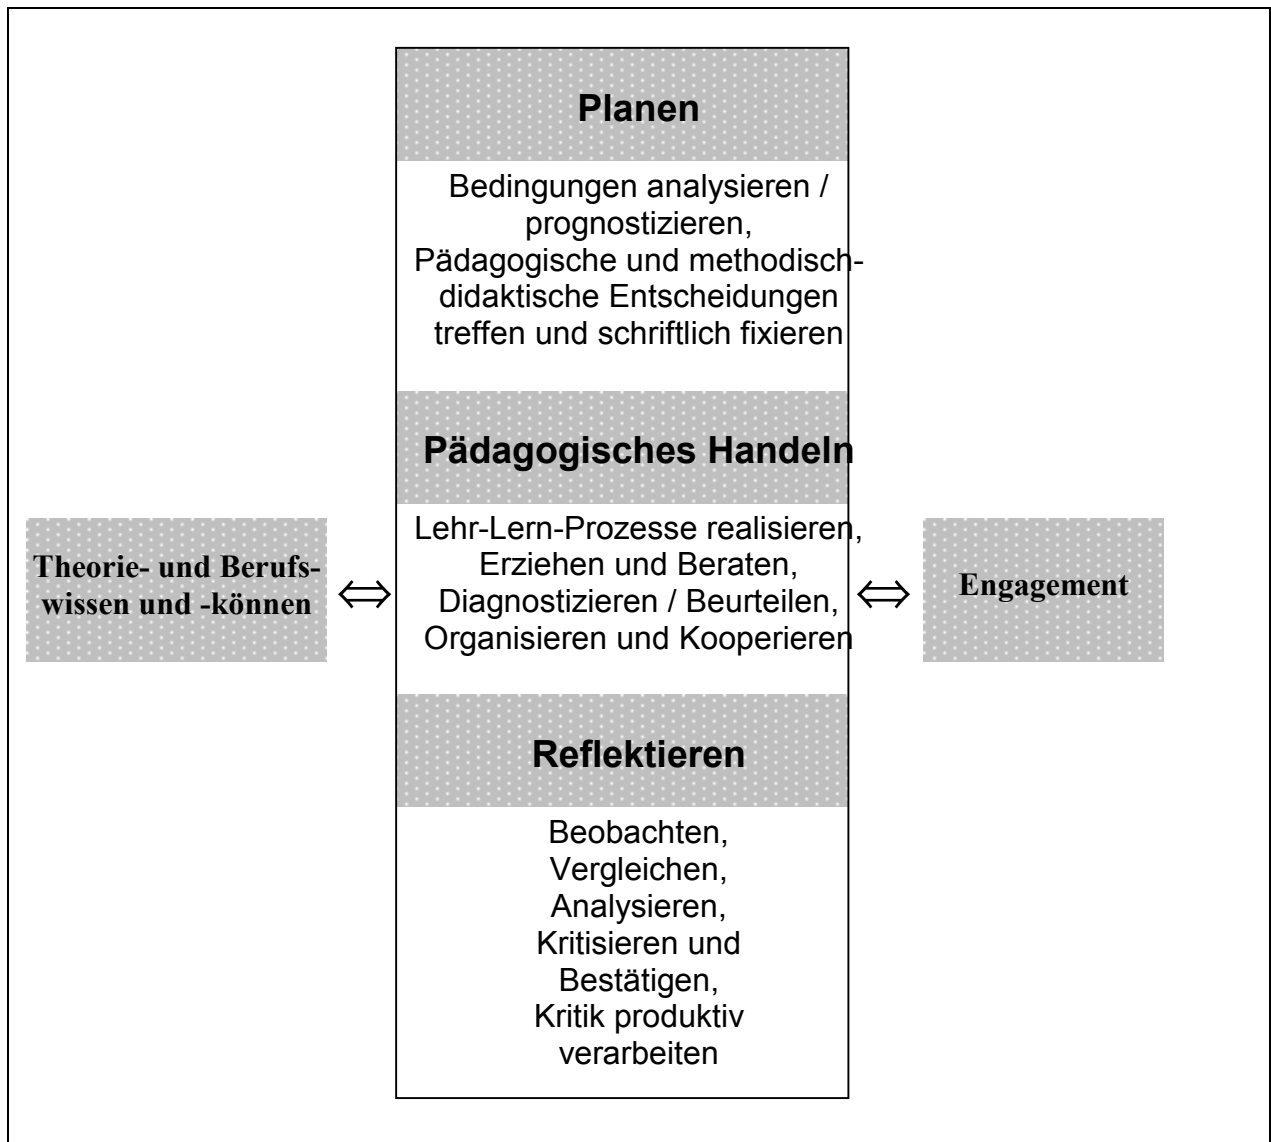 Planen
Bedingungen analysieren /
prognostizieren,
Pädagogische und methodisch-
didaktische Entscheidungen
treffen und schriftlich fixieren
Pädagogisches Handeln
Lehr-Lern-Prozesse realisieren,
Erziehen und Beraten,
Diagnostizieren / Beurteilen,
Organisieren und Kooperieren
Theorie- und Berufs-
wissen und -können
⇔
⇔
Engagement
Reflektieren
Beobachten,
Vergleichen,
Analysieren,
Kritisieren und
Bestätigen,
Kritik produktiv
verarbeiten